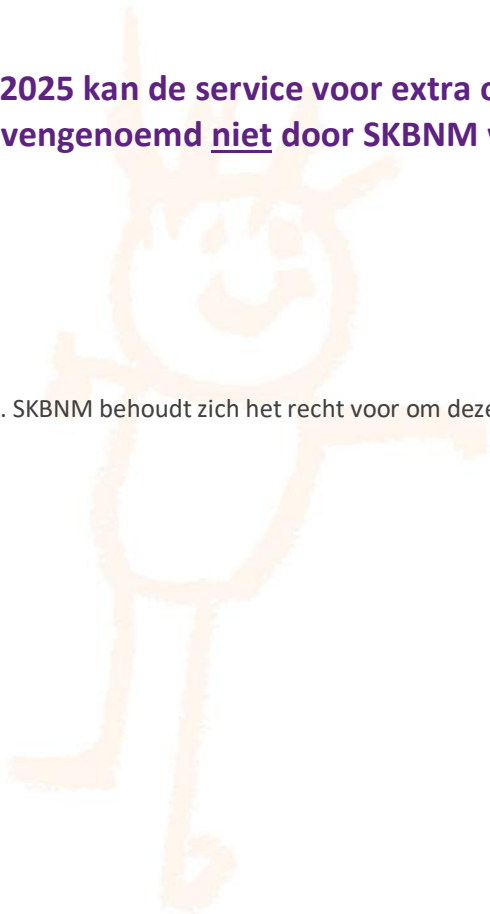 2025 kan de service voor extra
vengenoemd niet door SKBNM
. SKBNM behoudt zich het recht voor om deze